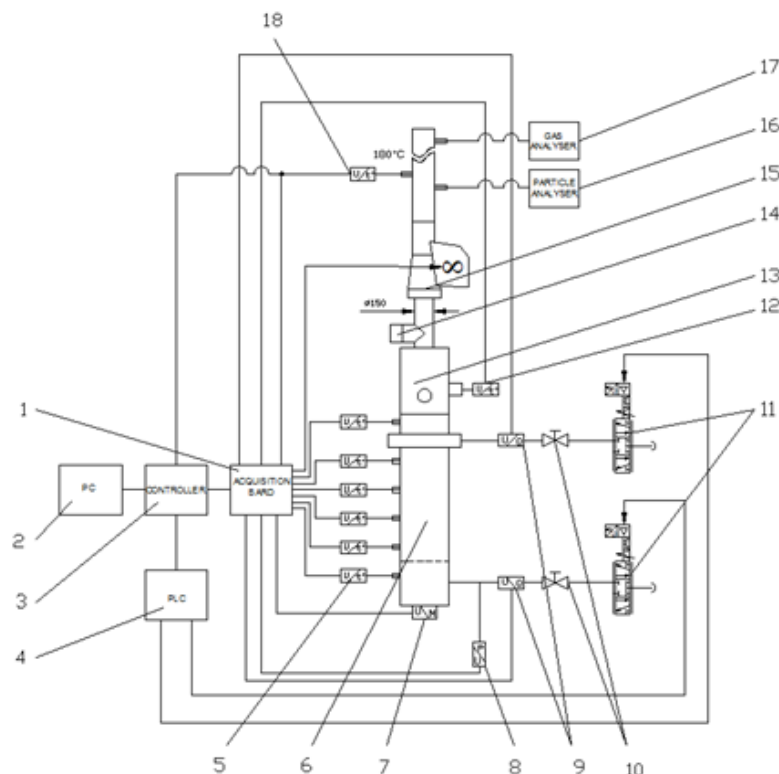 18
17
GAS
ANALYSER
16
180°C
PARTICLE
ANALYSER
15
14
∞
ø150
13
12
1
11
PC
CONTROLLER
ACQUISITION
BARD
2
3
PLC
4
5
6
7
8
9
10